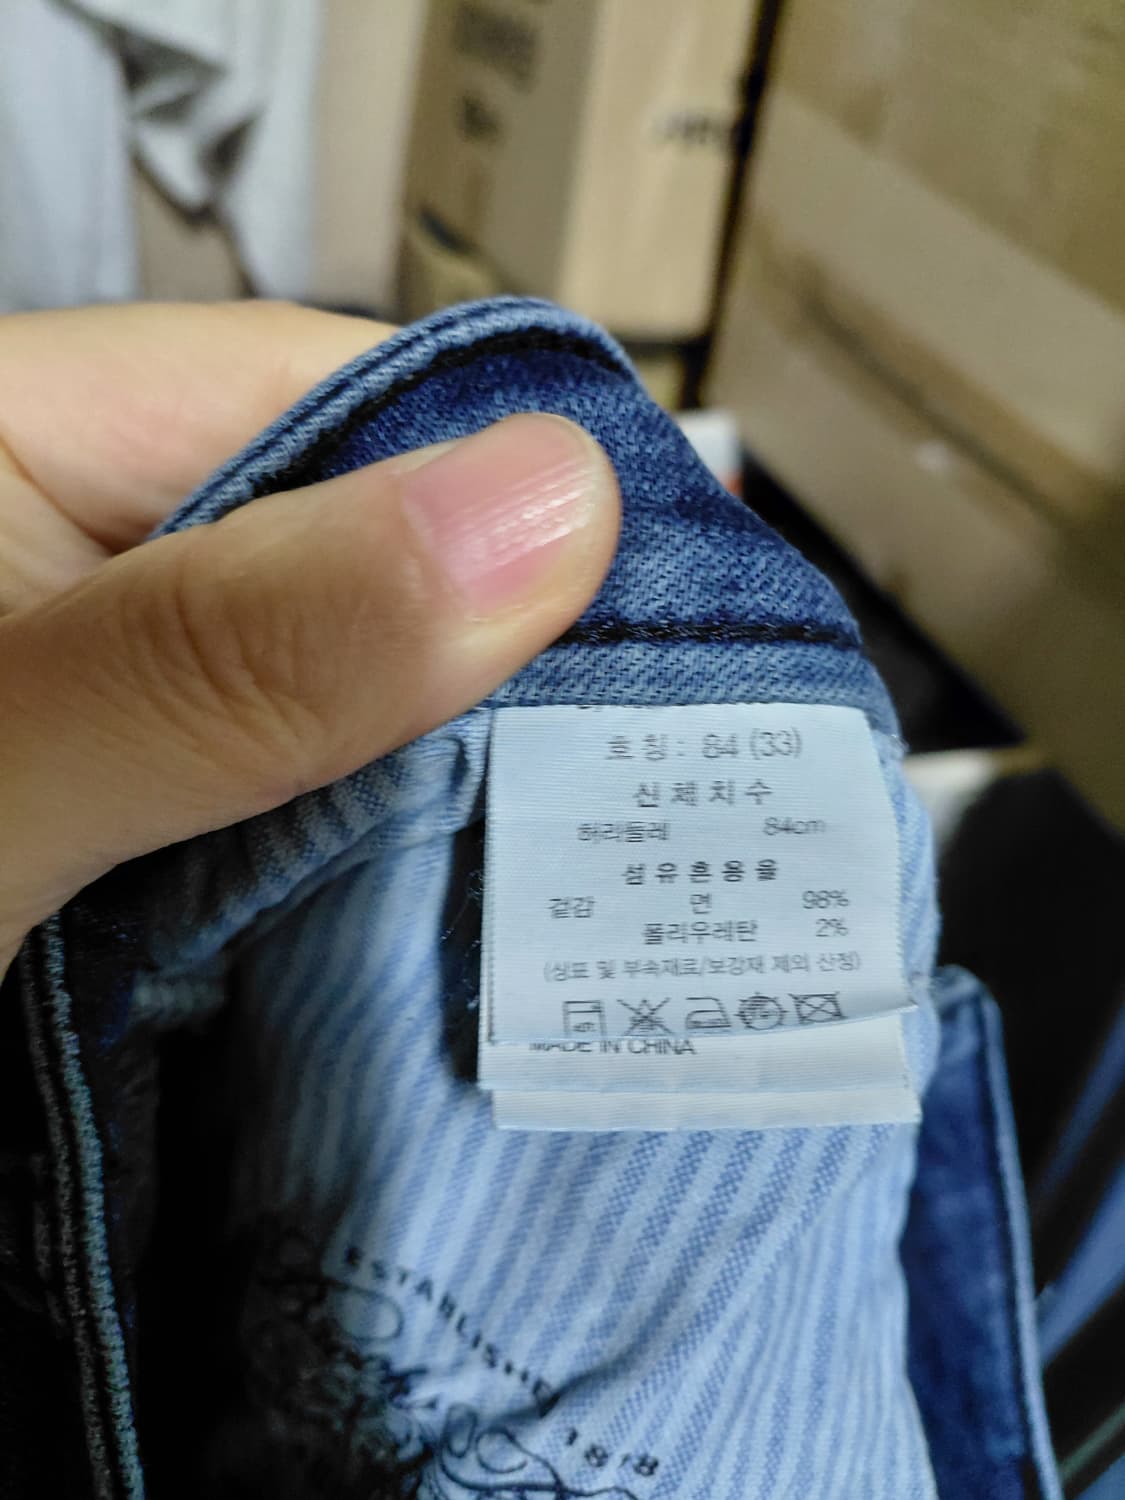 호칭 : 84 (33)
신체치수
허리둘레 84cm
섬유혼용율
겉감 면 98%
폴리우레탄 2%
(상표 및 부속재료/보강재 제외 산정)
MADE IN CHINA
ESTABLISHED
1818